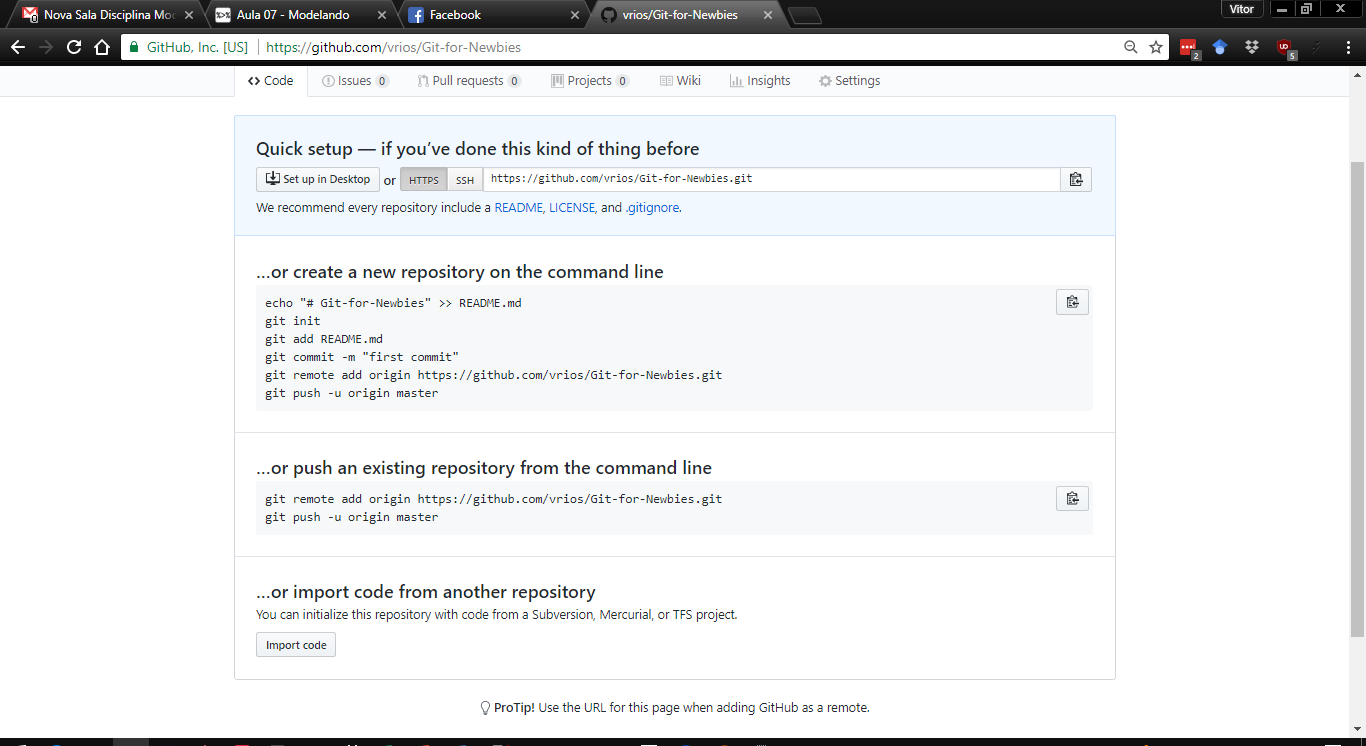 Nova Sala Disciplina Mo
Aula 07 - Modelando
Facebook
vrios/Git-for-Newbies
Vitor
GitHub, Inc. [US]
https://github.com/vrios/Git-for-Newbies
2
5
<> Code
Issues 0
Pull requests 0
Projects 0
Wiki
Insights
Settings
Quick setup — if you’ve done this kind of thing before
Set up in Desktop or HTTPS SSH https://github.com/vrios/Git-for-Newbies.git
We recommend every repository include a README, LICENSE, and .gitignore.
…or create a new repository on the command line
echo "# Git-for-Newbies" >> README.md
git init
git add README.md
git commit -m "first commit"
git remote add origin https://github.com/vrios/Git-for-Newbies.git
git push -u origin master
…or push an existing repository from the command line
git remote add origin https://github.com/vrios/Git-for-Newbies.git
git push -u origin master
…or import code from another repository
You can initialize this repository with code from a Subversion, Mercurial, or TFS project.
Import code
ProTip! Use the URL for this page when adding GitHub as a remote.